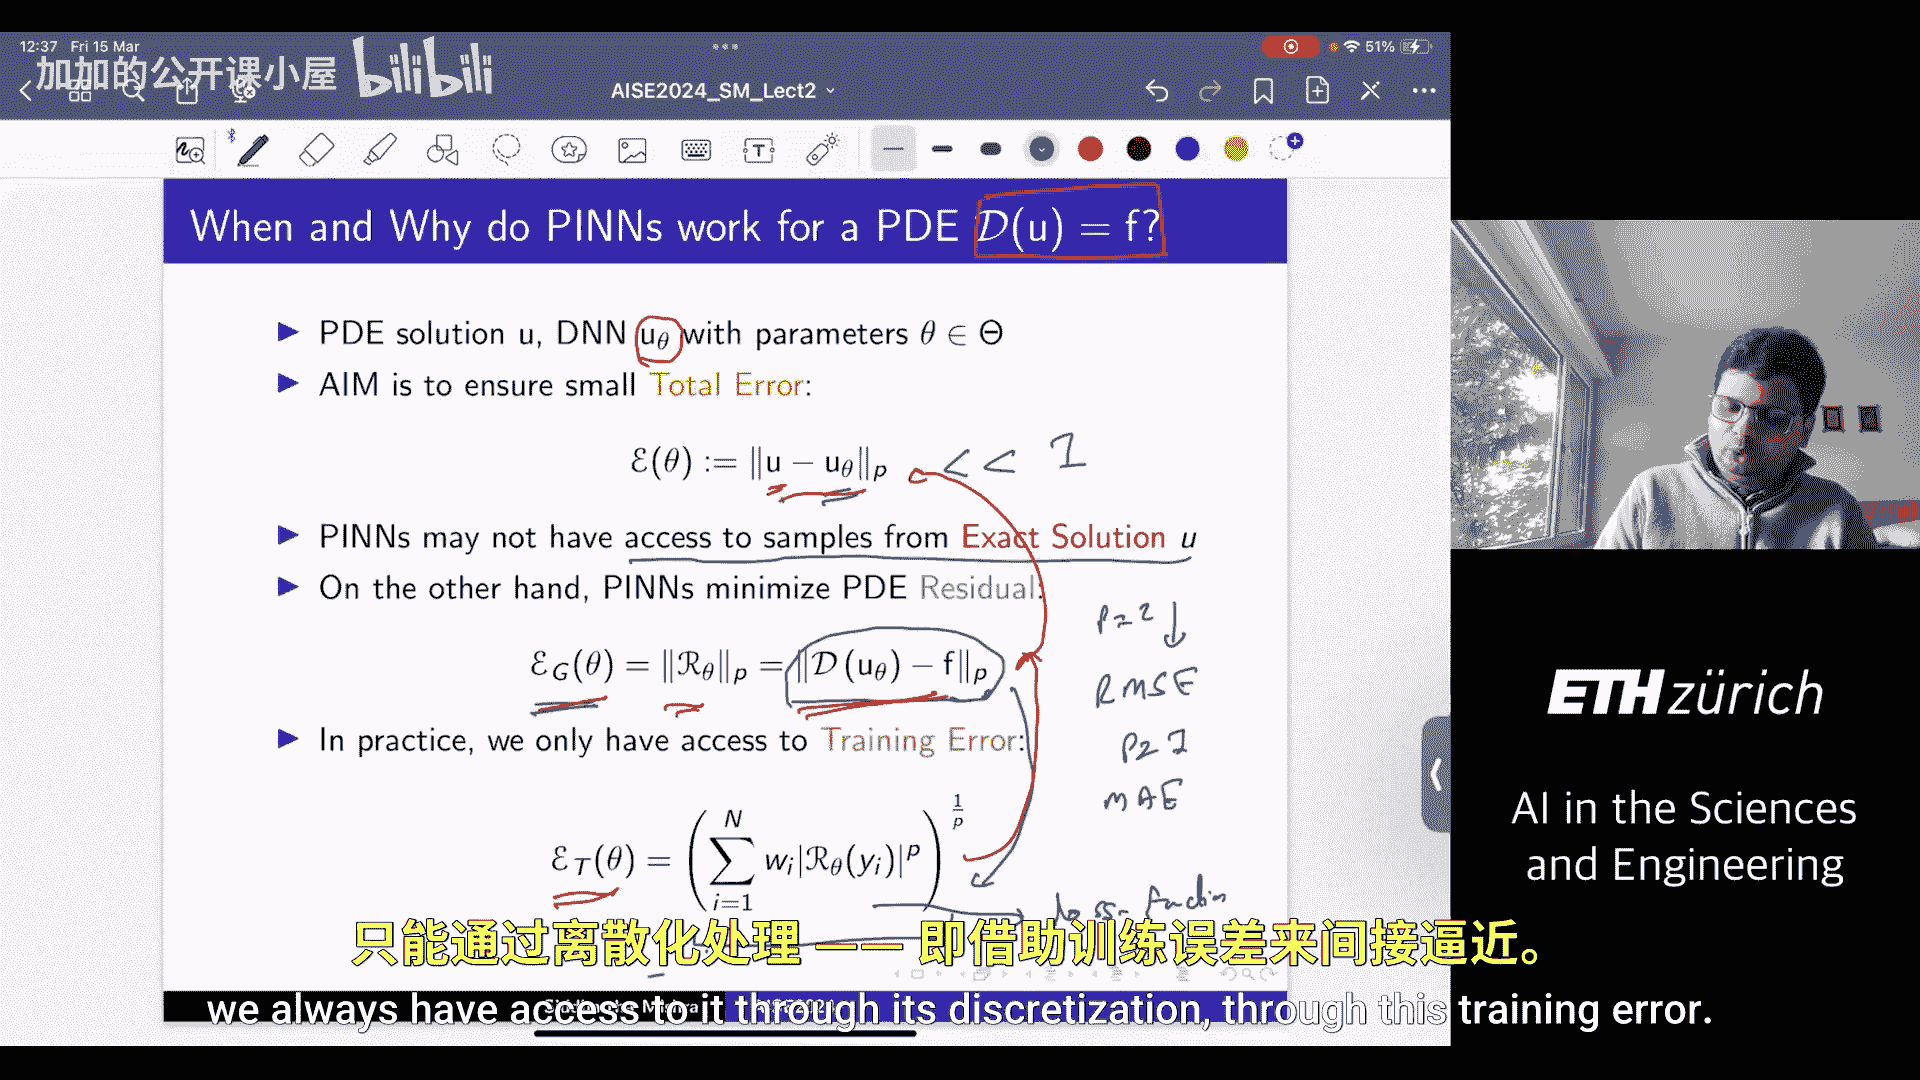 12:37 Fri 15 Mar
51%
加加的公开课小屋 bilibili
AISE2024_SM_Lect2
When and Why do PINNs work for a PDE 𝒟(u) = f?
PDE solution u, DNN u_θ with parameters θ ∈ Θ
AIM is to ensure small Total Error:
ℰ(θ) := ‖u − u_θ‖_p << 1
PINNs may not have access to samples from Exact Solution u
On the other hand, PINNs minimize PDE Residual:
P=2
ℰ_G(θ) = ‖ℛ_θ‖_p = ‖𝒟(u_θ) − f‖_p
RMSE
In practice, we only have access to Training Error:
P=1
MAE
ℰ_T(θ) = (∑_{i=1}^{N} w_i|ℛ_θ(y_i)|^p)^{1/p}
loss-function
只能通过离散化处理 —— 即借助训练误差来间接逼近。
we always have access to it through its discretization, through this training error.
ETH zürich
AI in the Sciences
and Engineering